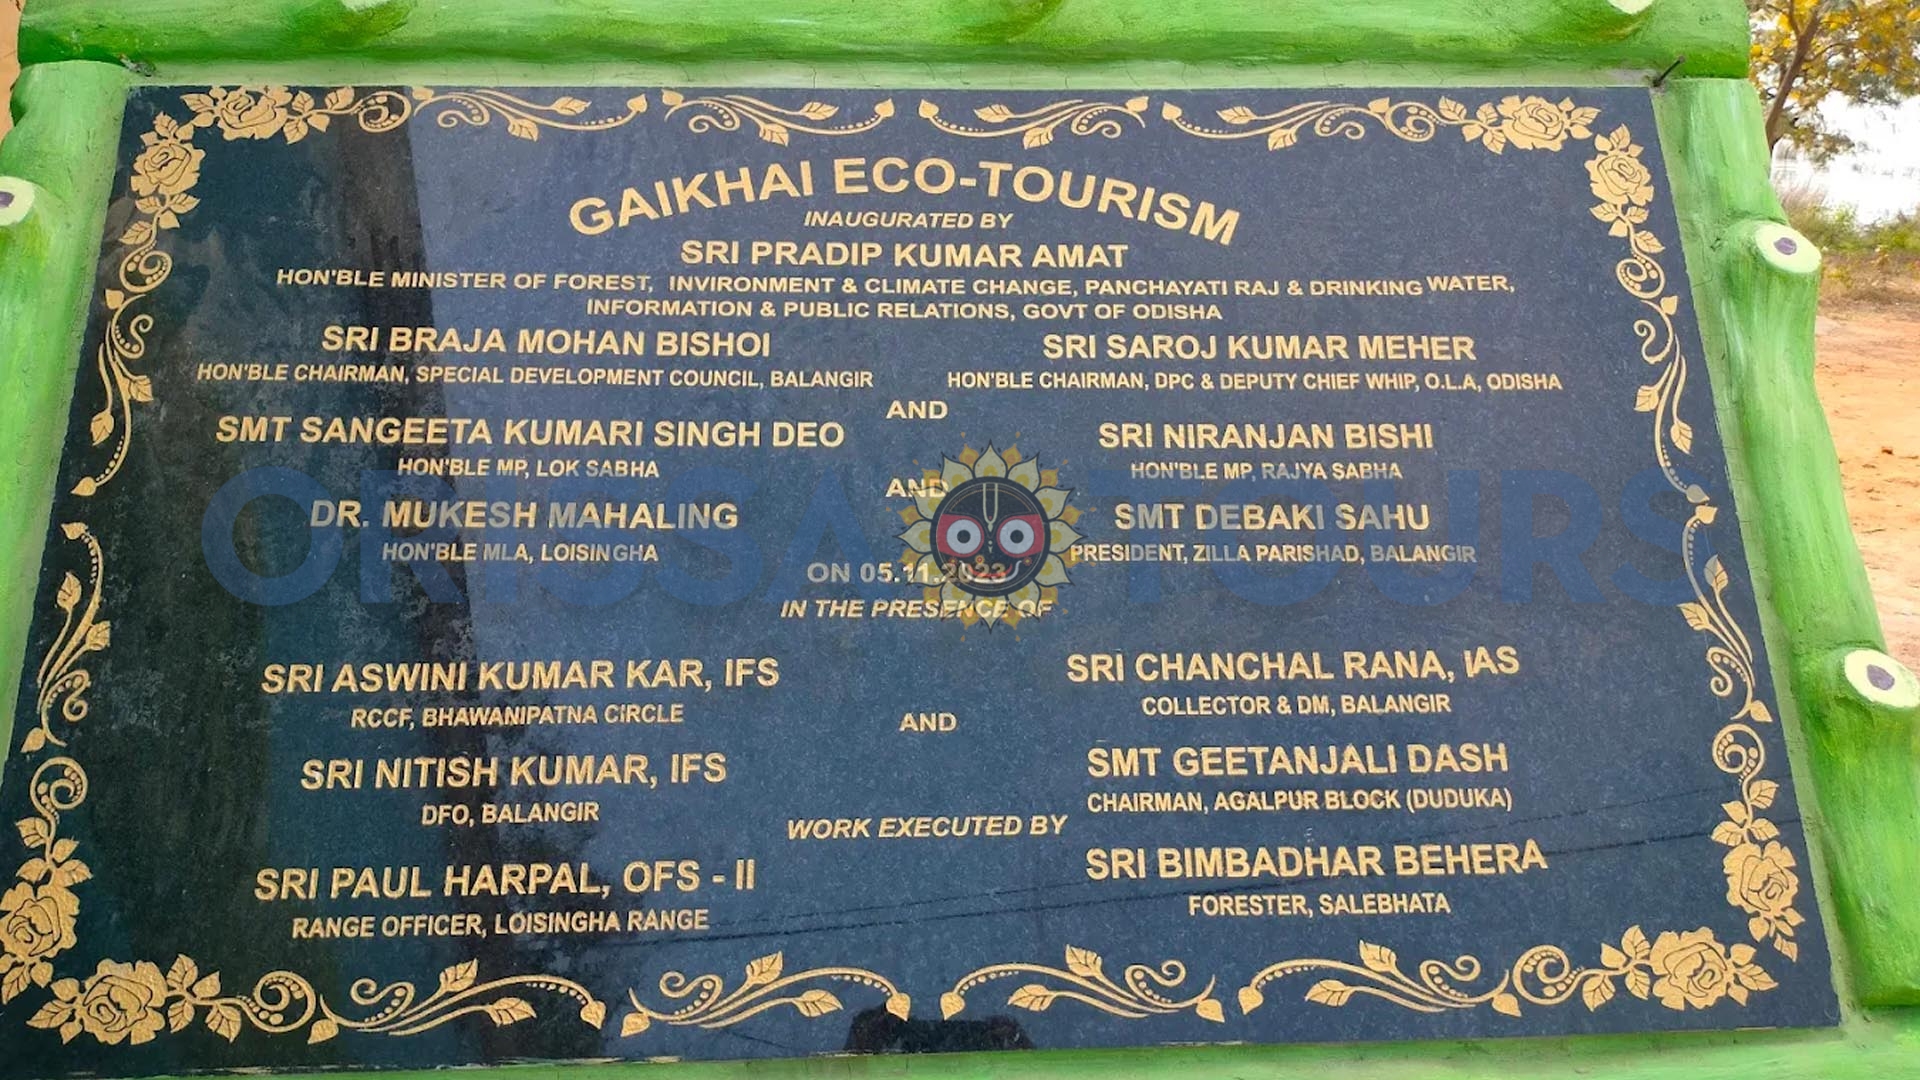 GAIKHAI ECO-TOURISM
INAUGURATED BY
SRI PRADIP KUMAR AMAT
HON'BLE MINISTER OF FOREST, INVIRONMENT & CLIMATE CHANGE, PANCHAYATI RAJ & DRINKING WATER,
INFORMATION & PUBLIC RELATIONS, GOVT OF ODISHA
SRI BRAJA MOHAN BISHOI
HON'BLE CHAIRMAN, SPECIAL DEVELOPMENT COUNCIL, BALANGIR
SRI SAROJ KUMAR MEHER
HON'BLE CHAIRMAN, DPC & DEPUTY CHIEF WHIP, O.L.A, ODISHA
AND
SMT SANGEETA KUMARI SINGH DEO
HON'BLE MP, LOK SABHA
SRI NIRANJAN BISHI
HON'BLE MP, RAJYA SABHA
AND
DR. MUKESH MAHALING
HON'BLE MLA, LOISINGHA
SMT DEBAKI SAHU
PRESIDENT, ZILLA PARISHAD, BALANGIR
ORISSA TOURS
ON 05.11.2023
IN THE PRESENCE OF
SRI ASWINI KUMAR KAR, IFS
RCCF, BHAWANIPATNA CIRCLE
SRI CHANCHAL RANA, IAS
COLLECTOR & DM, BALANGIR
AND
SRI NITISH KUMAR, IFS
DFO, BALANGIR
SMT GEETANJALI DASH
CHAIRMAN, AGALPUR BLOCK (DUDUKA)
WORK EXECUTED BY
SRI PAUL HARPAL, OFS - II
RANGE OFFICER, LOISINGHA RANGE
SRI BIMBADHAR BEHERA
FORESTER, SALEBHATA